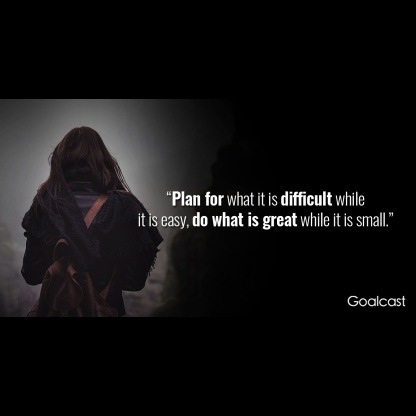 “Plan for what it is difficult while
it is easy, do what is great while it is small.”
Goalcast